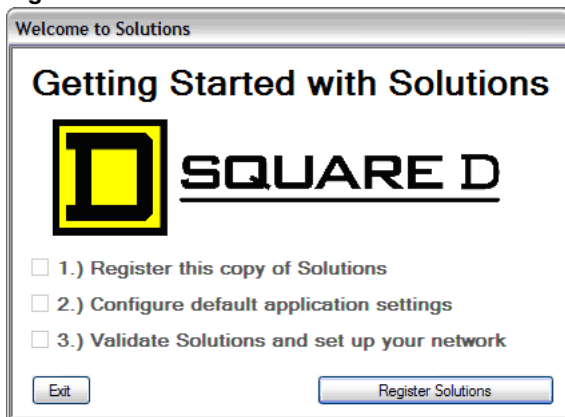 Welcome to Solutions
Getting Started with Solutions
D SQUARE D
1.) Register this copy of Solutions
2.) Configure default application settings
3.) Validate Solutions and set up your network
Exit Register Solutions